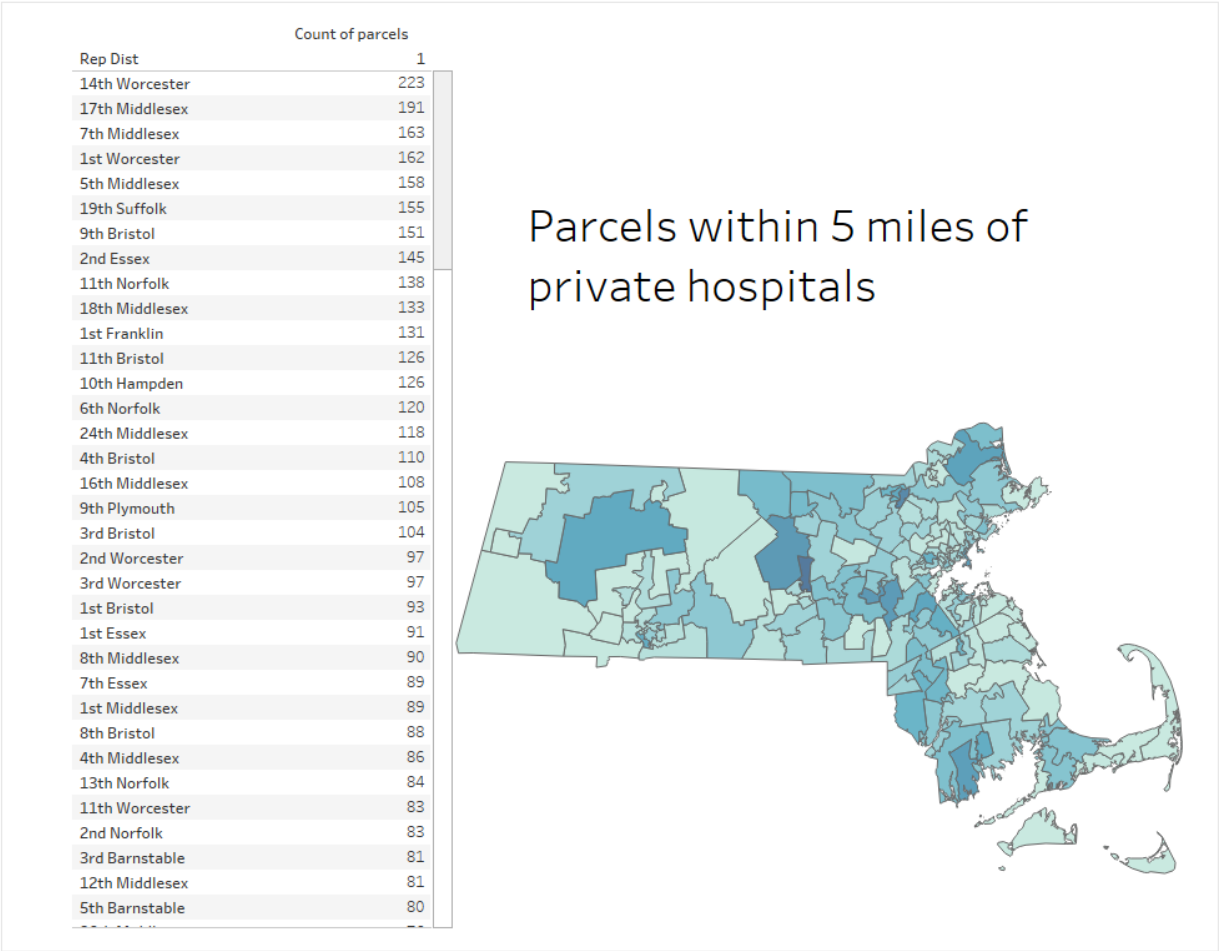 Count of parcels
Rep Dist 1
14th Worcester 223
17th Middlesex 191
7th Middlesex 163
1st Worcester 162
5th Middlesex 158
19th Suffolk 155
9th Bristol 151
2nd Essex 145
11th Norfolk 138
18th Middlesex 133
1st Franklin 131
11th Bristol 126
10th Hampden 126
6th Norfolk 120
24th Middlesex 118
4th Bristol 110
16th Middlesex 108
9th Plymouth 105
3rd Bristol 104
2nd Worcester 97
3rd Worcester 97
1st Bristol 93
1st Essex 91
8th Middlesex 90
7th Essex 89
1st Middlesex 89
8th Bristol 88
4th Middlesex 86
13th Norfolk 84
11th Worcester 83
2nd Norfolk 83
3rd Barnstable 81
12th Middlesex 81
5th Barnstable 80
Parcels within 5 miles of
private hospitals